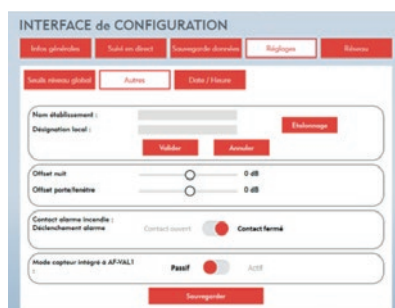 INTERFACE de CONFIGURATION
Infos générales Suivi en direct Sauvegarde données Réglages Réseau
Seuils niveau global Autres Date / Heure
Nom établissement :
Désignation local :
Etalonnage
Valider Annuler
Offset nuit 0 dB
Offset porte/fenêtre 0 dB
Contact alarme incendie :
Déclenchement alarme Contact ouvert Contact fermé
Mode capteur intégré à AF-VAL1
: Passif Actif
Sauvegarder